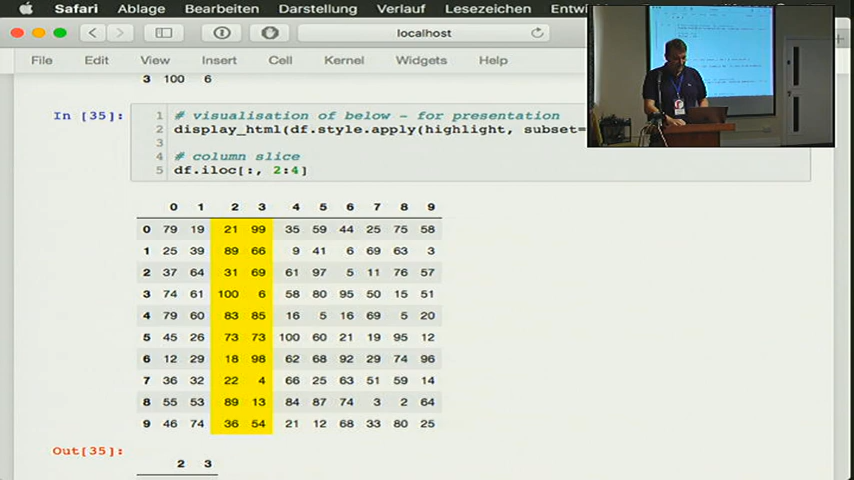 Safari Ablage Bearbeiten Darstellung Verlauf Lesezeichen Entwi
localhost
File Edit View Insert Cell Kernel Widgets Help
3 100 6
In [35]: 1 # visualisation of below - for presentation
2 display_html(df.style.apply(highlight, subset=
3
4 # column slice
5 df.iloc[:, 2:4]
0 1 2 3 4 5 6 7 8 9
0 79 19 21 99 35 59 44 25 75 58
1 25 39 89 66 9 41 6 69 63 3
2 37 64 31 69 61 97 5 11 76 57
3 74 61 100 6 58 80 95 50 15 51
4 79 60 83 85 16 5 16 69 5 20
5 45 26 73 73 100 60 21 19 95 12
6 12 29 18 98 62 68 92 29 74 96
7 36 32 22 4 66 25 63 51 59 14
8 55 53 89 13 84 87 74 3 2 64
9 46 74 36 54 21 12 68 33 80 25
Out[35]:
2 3